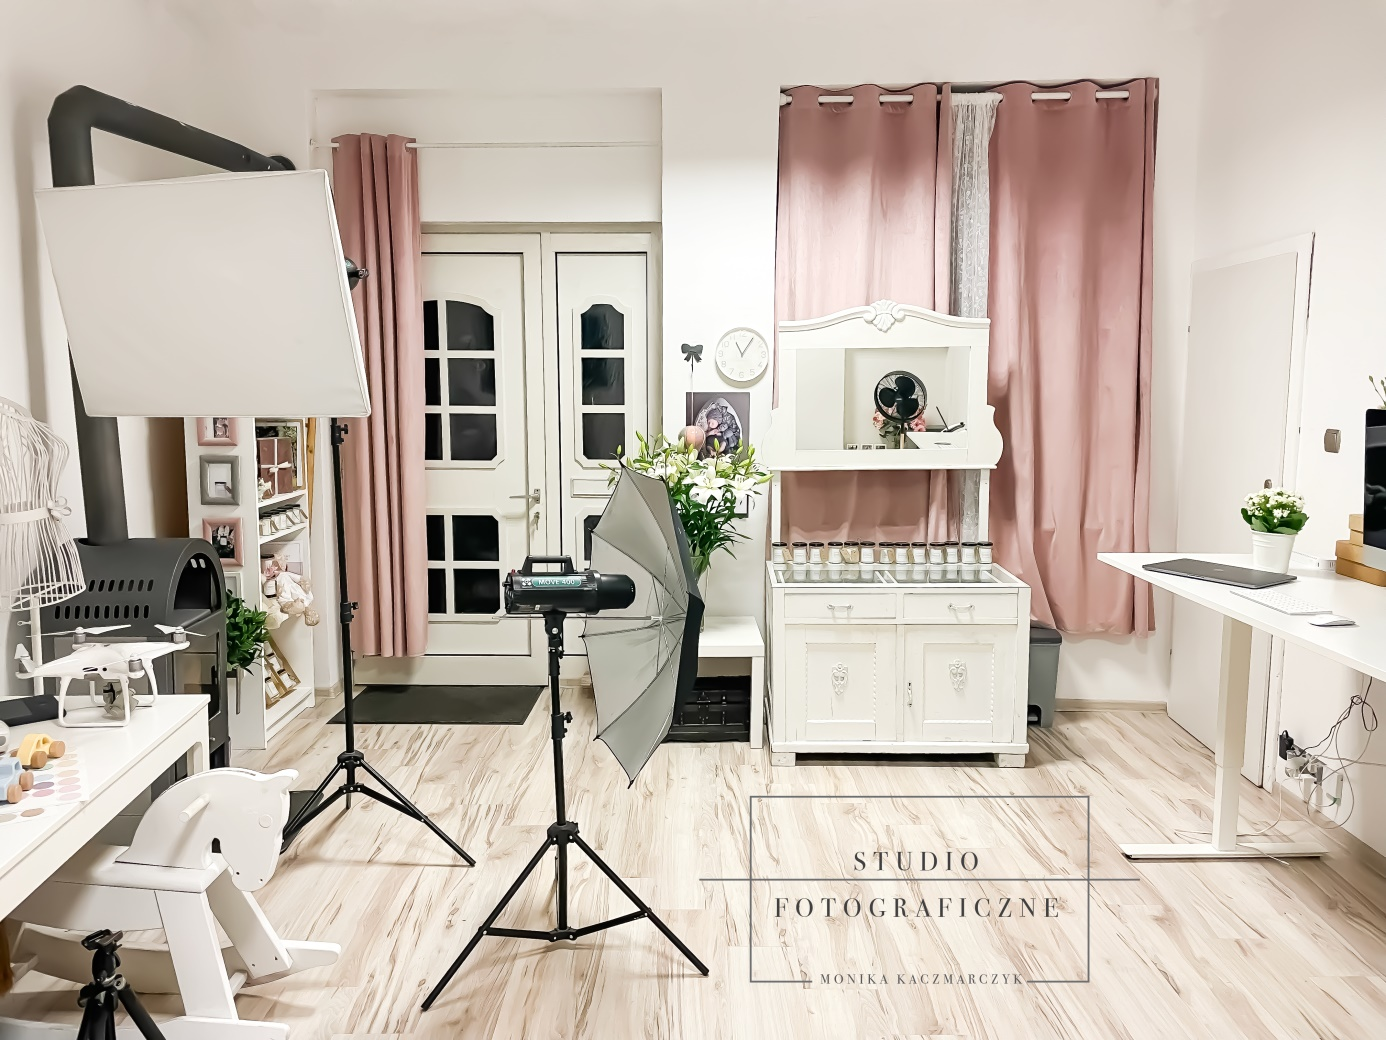 MOVE 400
STUDIO
FOTOGRAFICZNE
MONIKA KACZMARCZYK